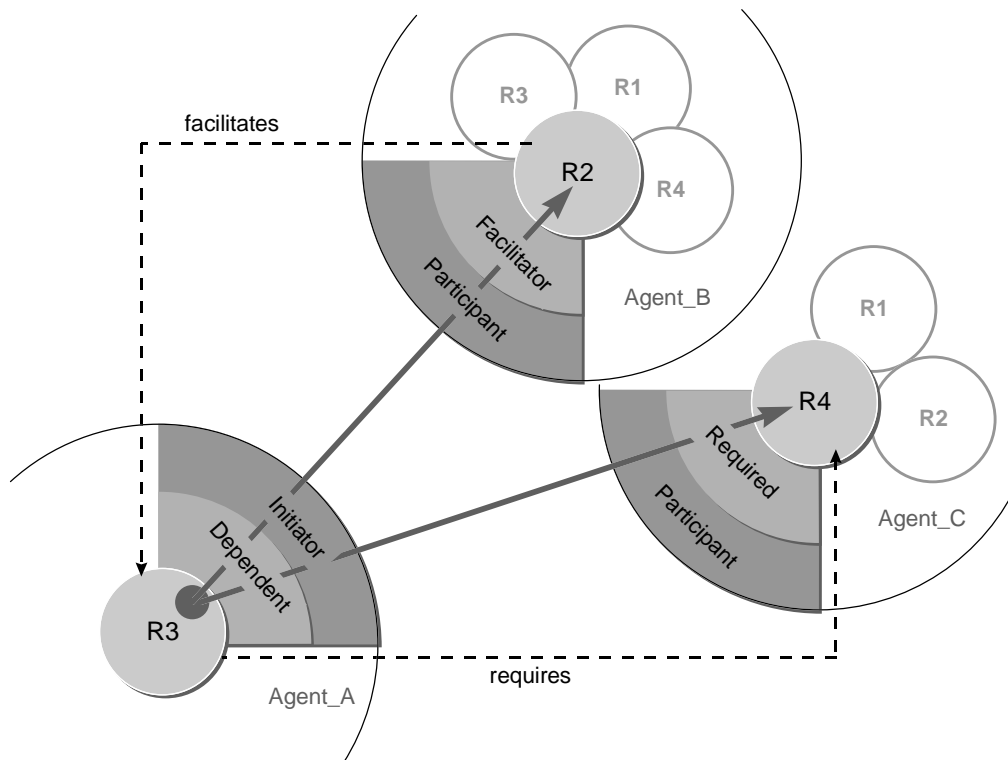 R1
R3
facilitates
R2
R4
Facilitator
Participant
Agent_B
R1
R4
R2
Required
Participant
Agent_C
Initiator
Dependent
R3
requires
Agent_A